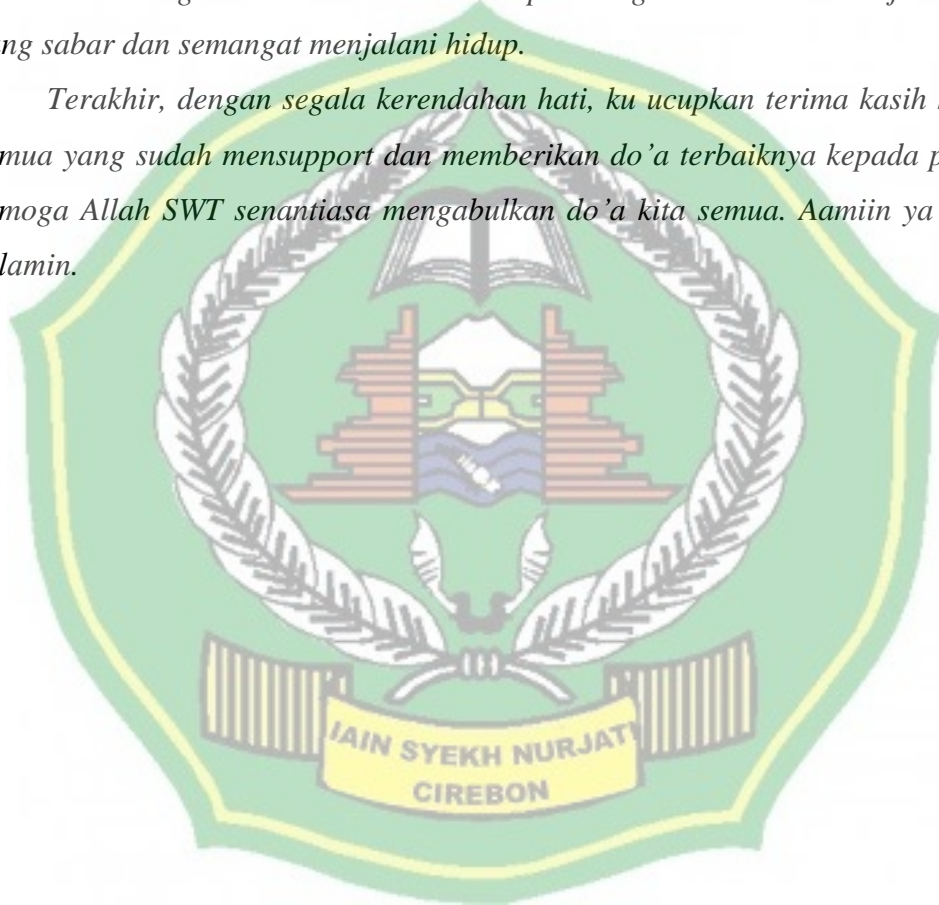 ng sabar dan semangat menjalani hidup.
Terakhir, dengan segala kerendahan hati, ku ucupkan terima kasih
mua yang sudah mensupport dan memberikan do’a terbaiknya kepada p
moga Allah SWT senantiasa mengabulkan do’a kita semua. Aamiin ya
lamin.
IAIN SYEKH NURJATI
CIREBON